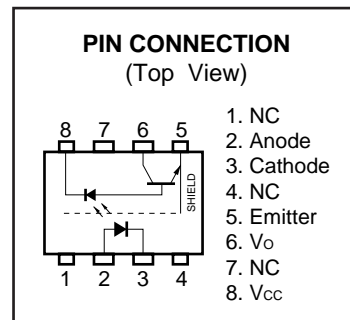 PIN CONNECTION
(Top View)
8 7 6 5
SHIELD
1 2 3 4
1. NC
2. Anode
3. Cathode
4. NC
5. Emitter
6. VO
7. NC
8. VCC